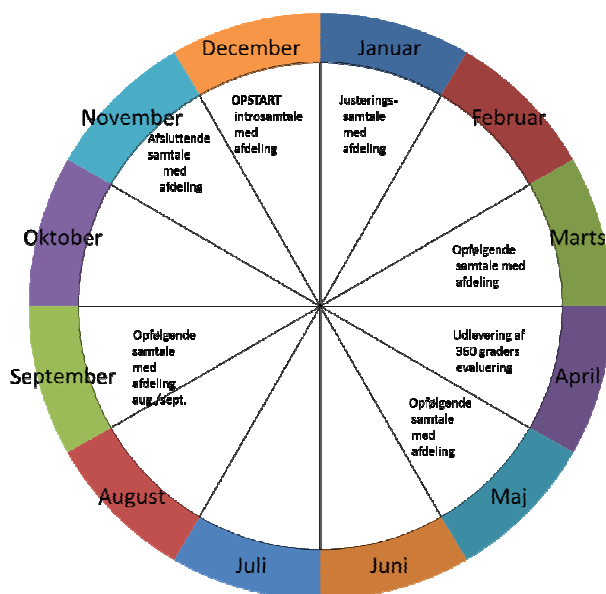 December
Januar
November
Februar
OPSTART
introsamtale
med
afdeling
Justerings-
samtale
med
afdeling
Afsluttende
samtale
med
afdeling
Oktober
Marts
Opfølgende
samtale med
afdeling
Opfølgende
samtale
med
afdeling
aug./sept.
Udlevering af
360 graders
evaluering
September
April
Opfølgende
samtale
med
afdeling
August
Maj
Juli
Juni